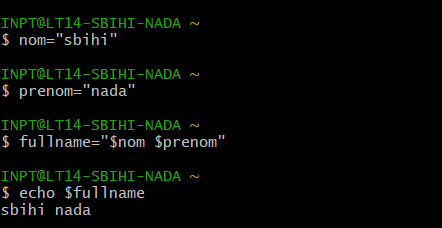 INPT@LT14-SBIHI-NADA ~
$ nom="sbihi"
INPT@LT14-SBIHI-NADA ~
$ prenom="nada"
INPT@LT14-SBIHI-NADA ~
$ fullname="$nom $prenom"
INPT@LT14-SBIHI-NADA ~
$ echo $fullname
sbihi nada